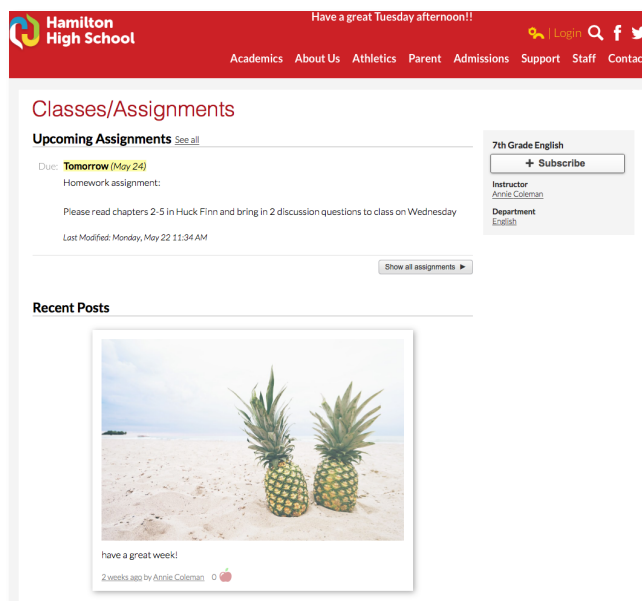 Hamilton
High School
Have a great Tuesday afternoon!!
| Login
Academics About Us Athletics Parent Admissions Support Staff Contac
Classes/Assignments
Upcoming Assignments See all
Due: Tomorrow (May 24)
Homework assignment:
Please read chapters 2-5 in Huck Finn and bring in 2 discussion questions to class on Wednesday
Last Modified: Monday, May 22 11:34 AM
Show all assignments ▶
7th Grade English
+ Subscribe
Instructor
Annie Coleman
Department
English
Recent Posts
have a great week!
2 weeks ago by Annie Coleman 0